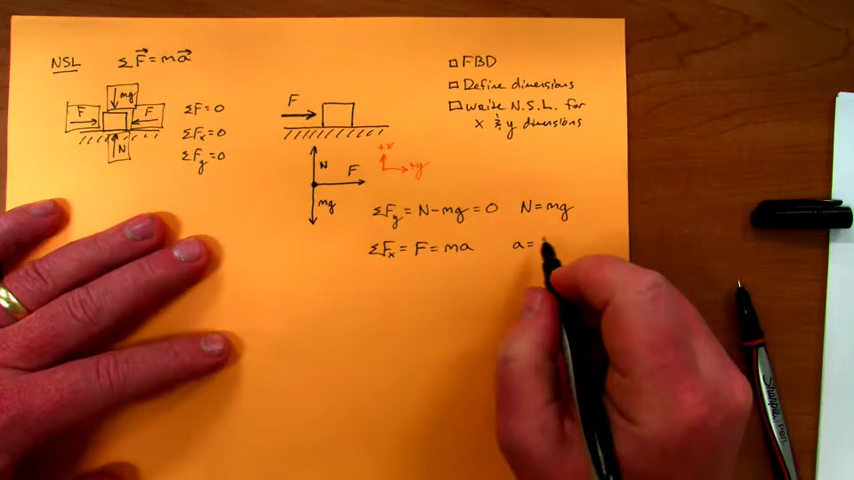 NSL ΣF⃗ = ma⃗
mg
F F
N
ΣF = 0
ΣFx = 0
ΣFy = 0
F
N
F
mg
+x
+y
□ FBD
□ Define dimensions
□ Write N.S.L. for
x & y dimensions
ΣFy = N - mg = 0 N = mg
ΣFx = F = ma a =
Sharpie. Pen.